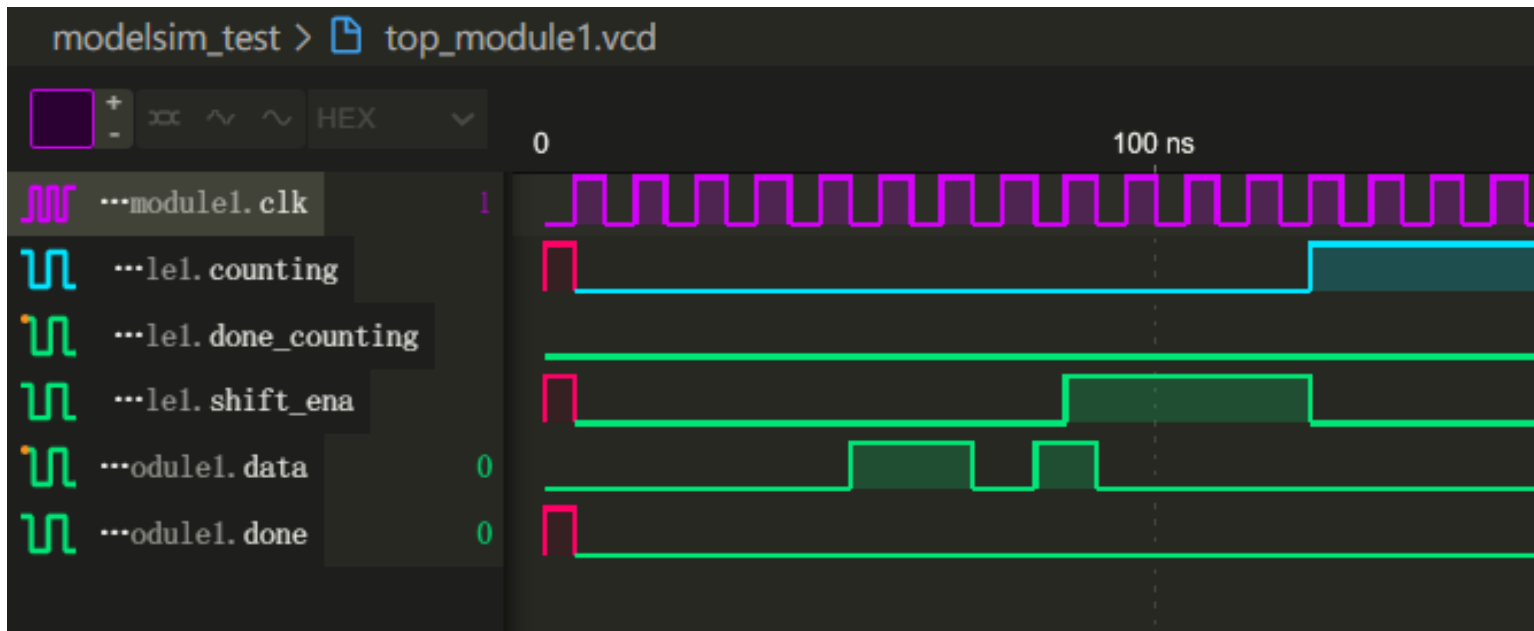 modelsim_test > top_module1.vcd
+
-
HEX
0
100 ns
···module1.clk 1
···le1.counting
···le1.done_counting
···le1.shift_ena
···odule1.data 0
···odule1.done 0